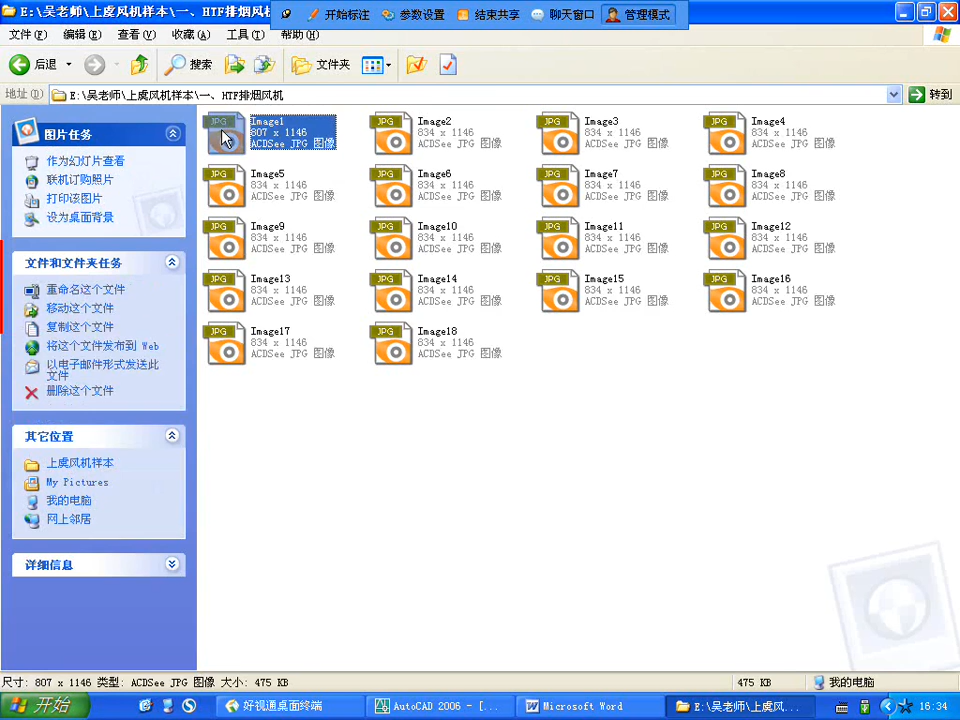 E:\吴老师\上虞风机样本\一、HTF排烟风机
开始标注 参数设置 结束共享 聊天窗口 管理模式
文件(F) 编辑(E) 查看(V) 收藏(A) 工具(T) 帮助(H)
后退 搜索 文件夹
地址(D) E:\吴老师\上虞风机样本\一、HTF排烟风机 转到
图片任务
作为幻灯片查看
联机订购照片
打印该图片
设为桌面背景
文件和文件夹任务
重命名这个文件
移动这个文件
复制这个文件
将这个文件发布到 Web
以电子邮件形式发送此
文件
删除这个文件
其它位置
上虞风机样本
My Pictures
我的电脑
网上邻居
详细信息
JPG Image1
807 x 1146
ACDSee JPG 图像
JPG Image2
834 x 1146
ACDSee JPG 图像
JPG Image3
834 x 1146
ACDSee JPG 图像
JPG Image4
834 x 1146
ACDSee JPG 图像
JPG Image5
834 x 1146
ACDSee JPG 图像
JPG Image6
834 x 1146
ACDSee JPG 图像
JPG Image7
834 x 1146
ACDSee JPG 图像
JPG Image8
834 x 1146
ACDSee JPG 图像
JPG Image9
834 x 1146
ACDSee JPG 图像
JPG Image10
834 x 1146
ACDSee JPG 图像
JPG Image11
834 x 1146
ACDSee JPG 图像
JPG Image12
834 x 1146
ACDSee JPG 图像
JPG Image13
834 x 1146
ACDSee JPG 图像
JPG Image14
834 x 1146
ACDSee JPG 图像
JPG Image15
834 x 1146
ACDSee JPG 图像
JPG Image16
834 x 1146
ACDSee JPG 图像
JPG Image17
834 x 1146
ACDSee JPG 图像
JPG Image18
834 x 1146
ACDSee JPG 图像
尺寸: 807 x 1146 类型: ACDSee JPG 图像 大小: 475 KB 475 KB 我的电脑
开始 好视通桌面终端 AutoCAD 2006 - [... Microsoft Word E:\吴老师\上虞风... 16:34